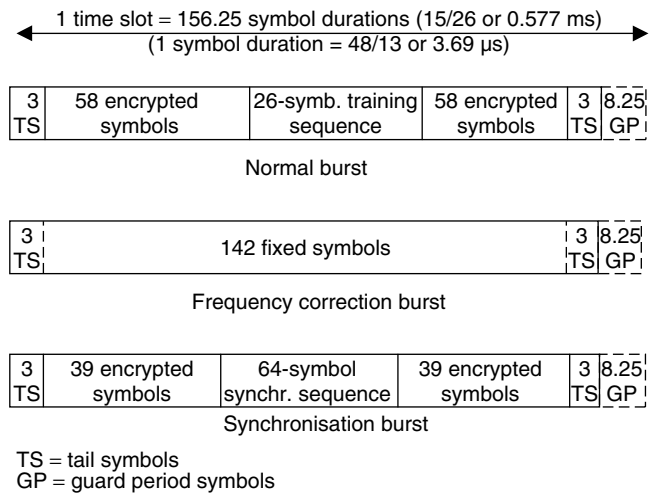 1 time slot = 156.25 symbol durations (15/26 or 0.577 ms)
(1 symbol duration = 48/13 or 3.69 µs)
3 TS
58 encrypted symbols
26-symb. training sequence
58 encrypted symbols
3 TS
8.25 GP
Normal burst
3 TS
142 fixed symbols
3 TS
8.25 GP
Frequency correction burst
3 TS
39 encrypted symbols
64-symbol synchr. sequence
39 encrypted symbols
3 TS
8.25 GP
Synchronisation burst
TS = tail symbols
GP = guard period symbols